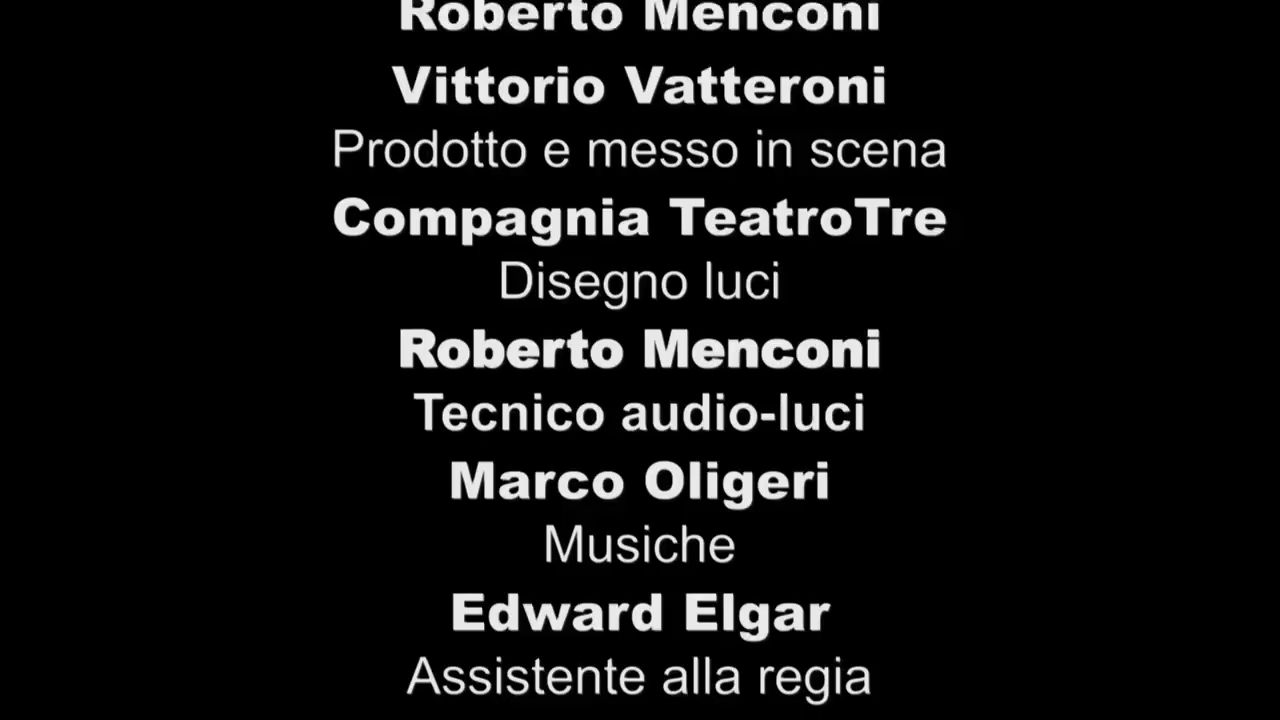 Roberto Menconi
Vittorio Vatteroni
Prodotto e messo in scena
Compagnia TeatroTre
Disegno luci
Roberto Menconi
Tecnico audio-luci
Marco Oligeri
Musiche
Edward Elgar
Assistente alla regia